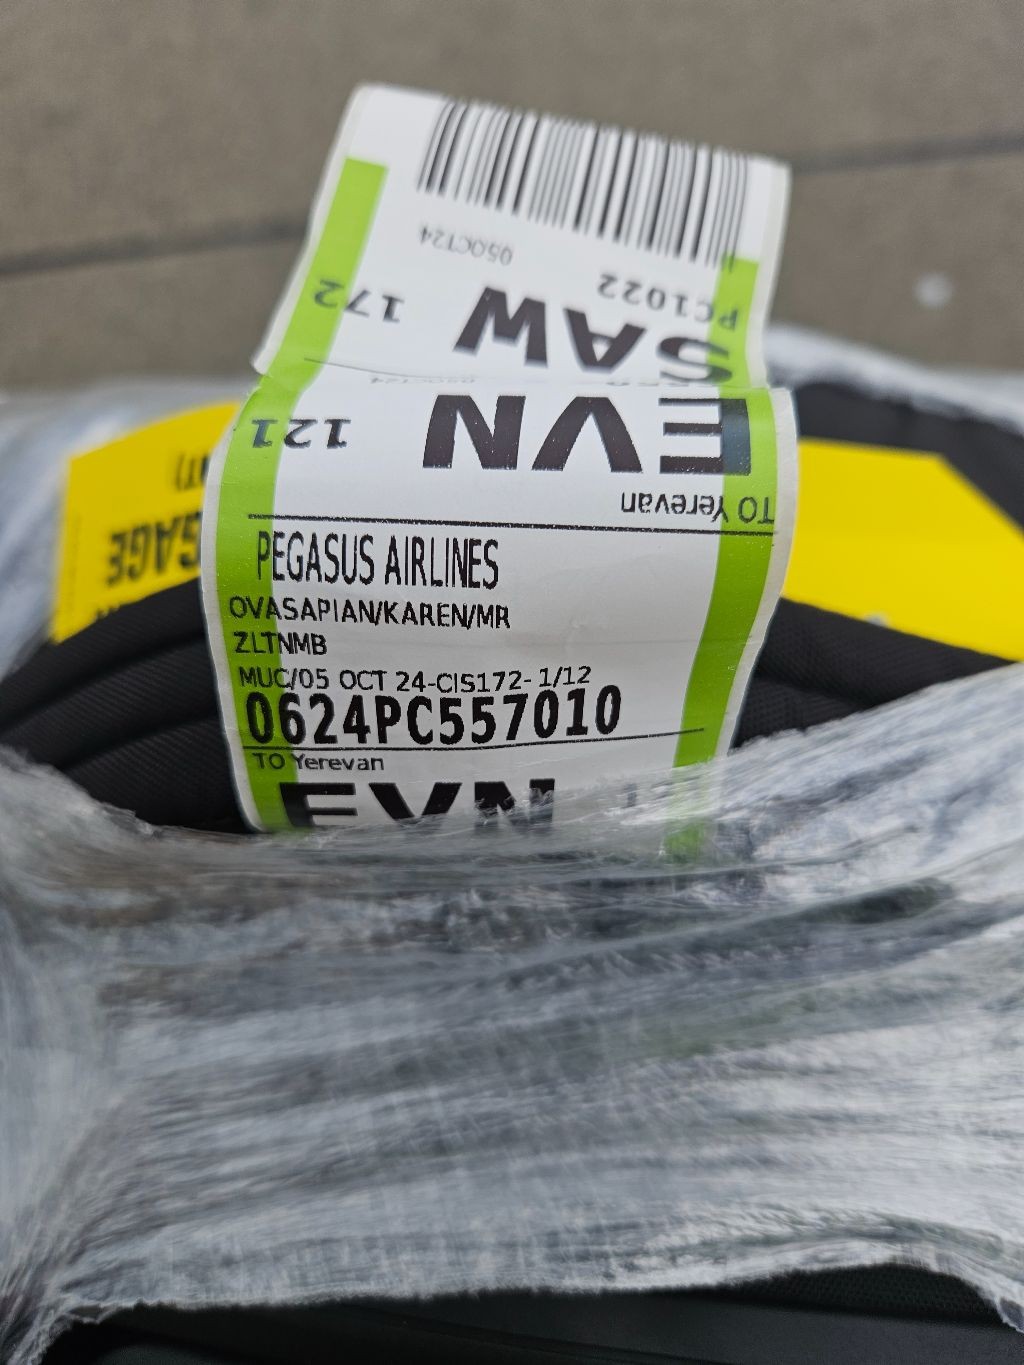 05OCT24
PC1022
172
SAW
05OCT24
121
EVN
TO Yerevan
PEGASUS AIRLINES
OVASAPIAN/KAREN/MR
ZLTNMB
MUC/05 OCT 24-CIS172- 1/12
0624PC557010
TO Yerevan
EVN